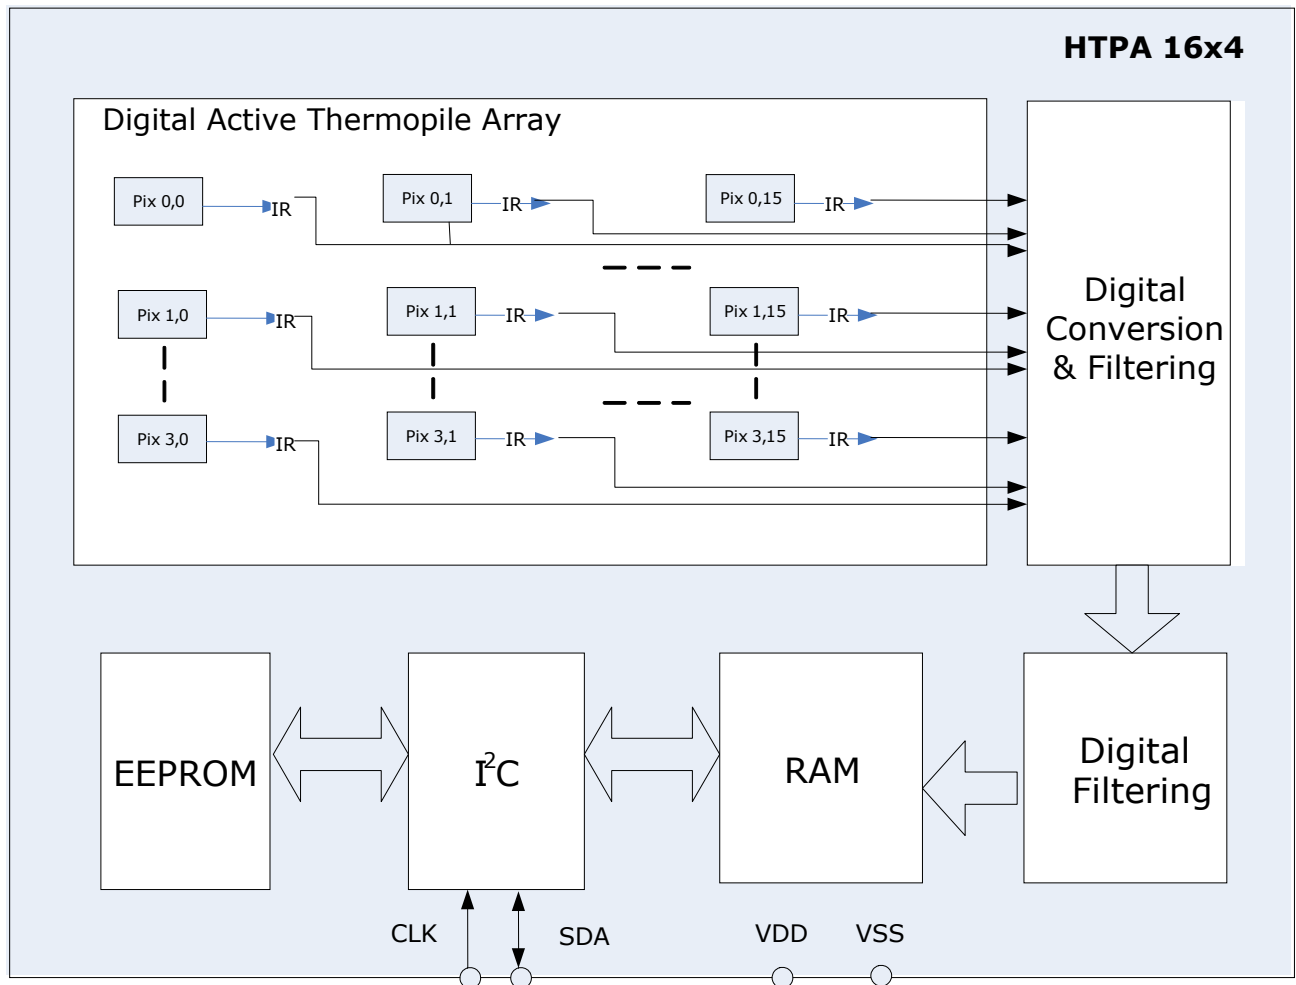 HTPA 16x4
Digital Active Thermopile Array
Pix 0,0
IR
Pix 0,1
IR
Pix 0,15
IR
Pix 1,0
IR
Pix 1,1
IR
Pix 1,15
IR
Pix 3,0
IR
Pix 3,1
IR
Pix 3,15
IR
Digital
Conversion
& Filtering
EEPROM
I²C
RAM
Digital
Filtering
CLK
SDA
VDD
VSS